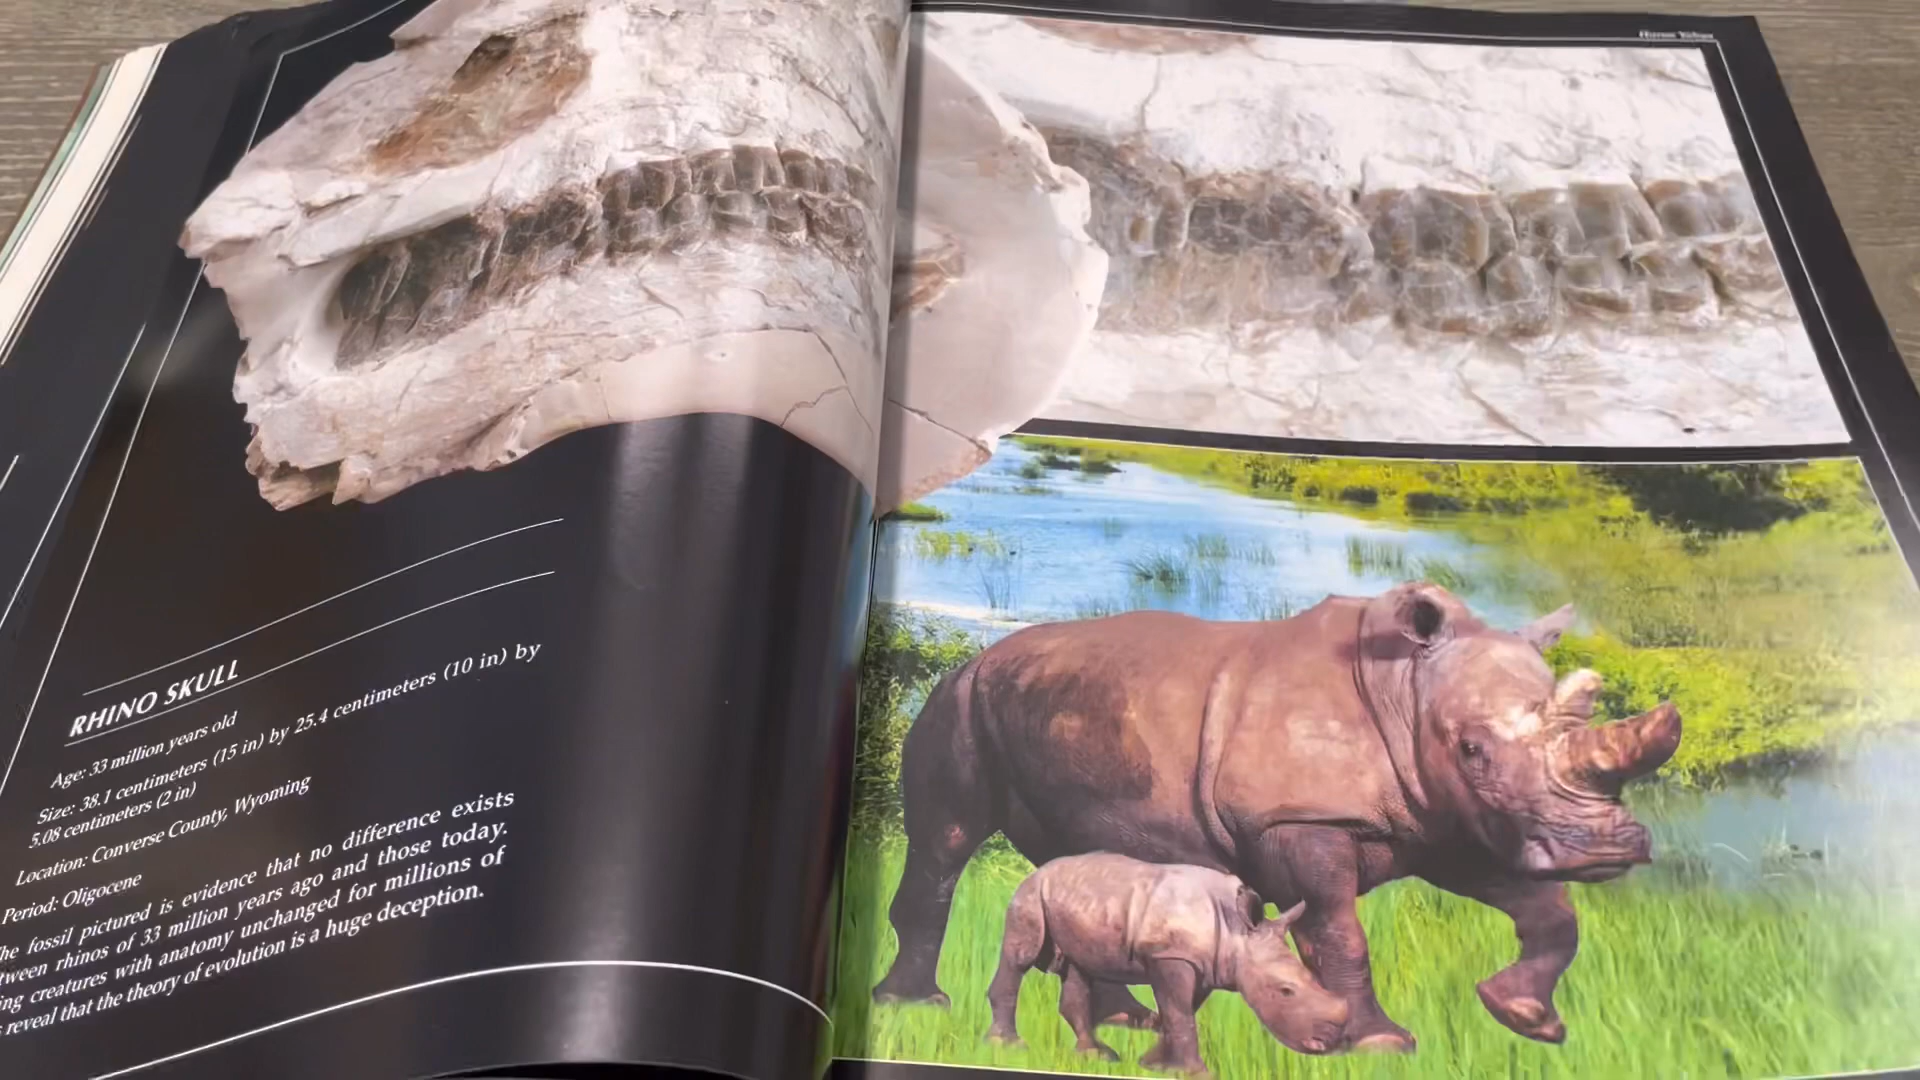 Harun Yahya
RHINO SKULL
Age: 33 million years old
Size: 38.1 centimeters (15 in) by 25.4 centimeters (10 in) by
5.08 centimeters (2 in)
Location: Converse County, Wyoming
Period: Oligocene
he fossil pictured is evidence that no difference exists
tween rhinos of 33 million years ago and those today.
ing creatures with anatomy unchanged for millions of
s reveal that the theory of evolution is a huge deception.